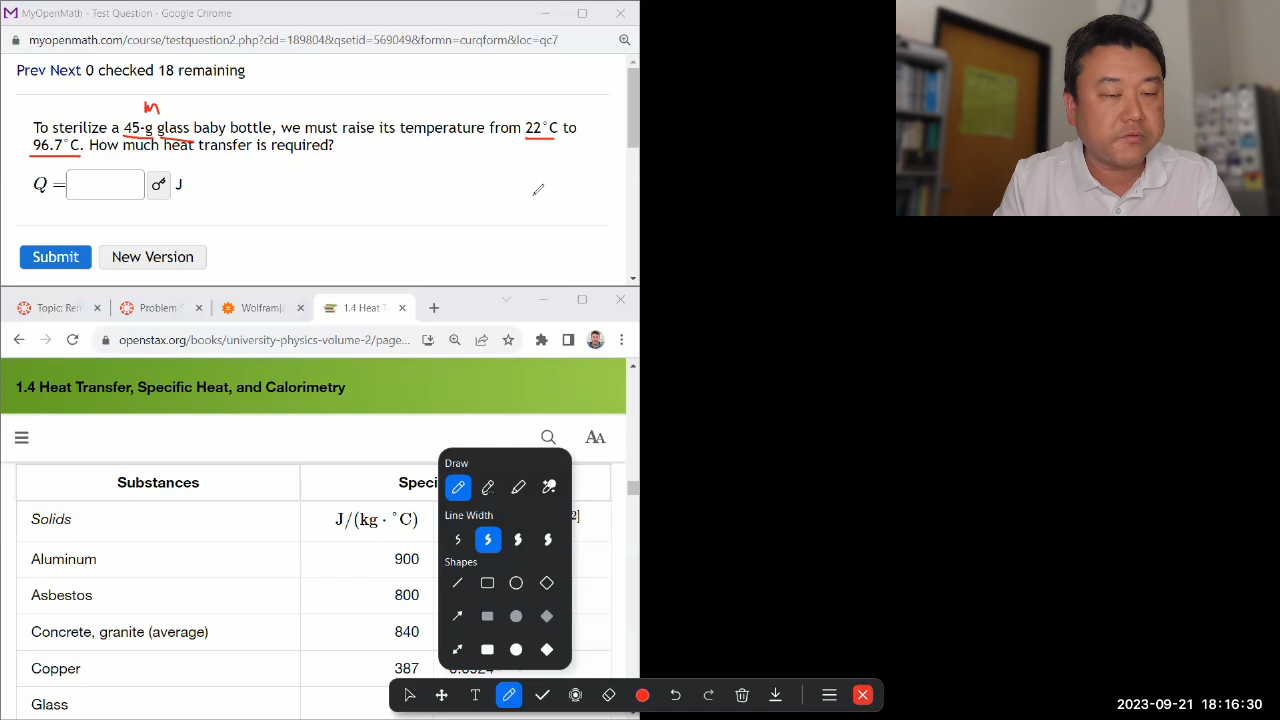 MyOpenMath - Test Question - Google Chrome
myopenmath.com/course/testquestion2.php?cid=189804&qsetid=569049&formn=curqform&loc=qc7
Prev Next 0 checked 18 remaining
m
To sterilize a 45-g glass baby bottle, we must raise its temperature from 22°C to
96.7°C. How much heat transfer is required?
Q = J
Submit New Version
Topic: Ren Problem S Wolfram|A 1.4 Heat T
openstax.org/books/university-physics-volume-2/page...
1.4 Heat Transfer, Specific Heat, and Calorimetry
AA
Substances Speci
Solids J/(kg · °C) 2]
Aluminum 900
Asbestos 800
Concrete, granite (average) 840
Copper 387 0.0924
Glass
Draw
Line Width
Shapes
T
2023-09-21 18:16:30